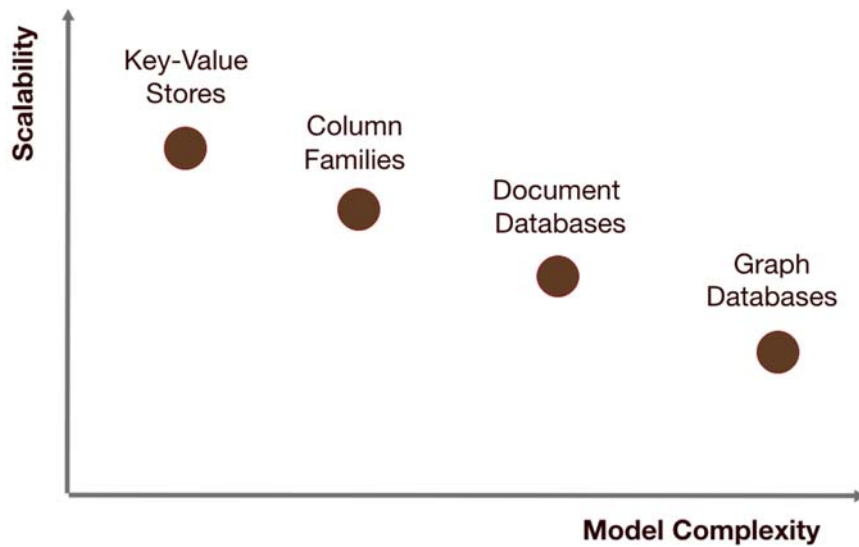 Scalability
Key-Value
Stores
Column
Families
Document
Databases
Graph
Databases
Model Complexity